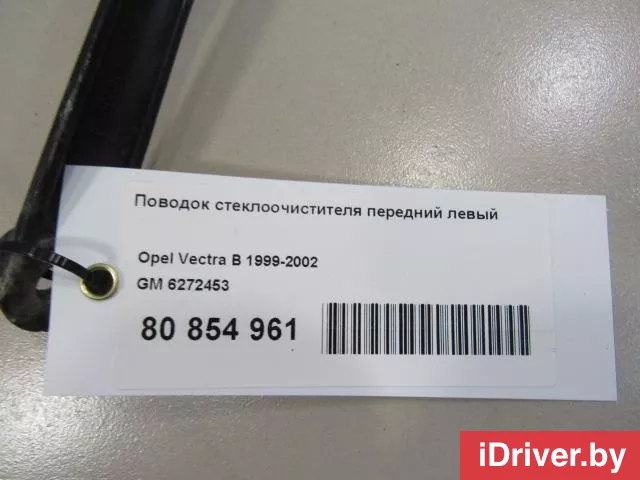 Поводок стеклоочистителя передний левый
Opel Vectra B 1999-2002
GM 6272453
80 854 961
iDriver.by